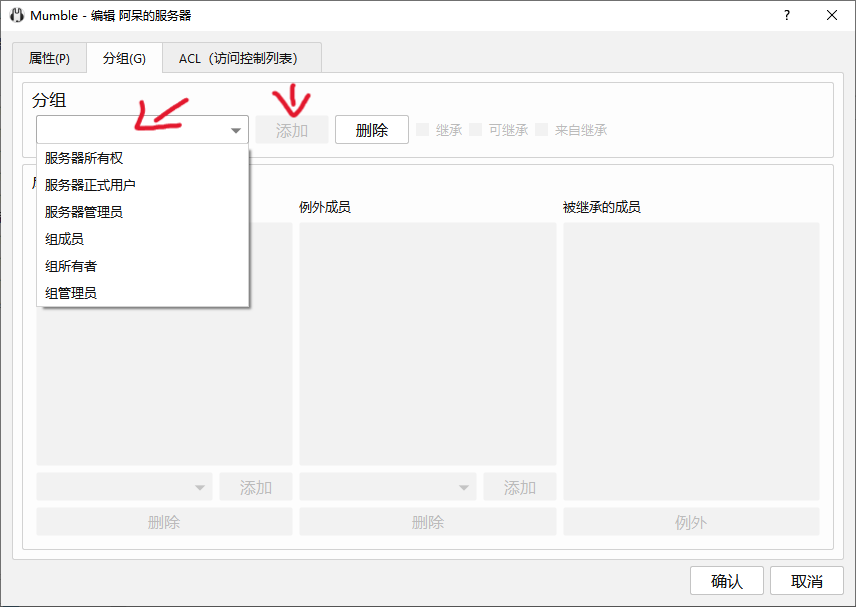 Mumble - 编辑 阿呆的服务器
属性(P) 分组(G) ACL（访问控制列表）
分组
添加 删除 继承 可继承 来自继承
服务器所有权
服务器正式用户
服务器管理员
组成员
组所有者
组管理员
例外成员 被继承的成员
添加 添加
删除 删除 例外
确认 取消